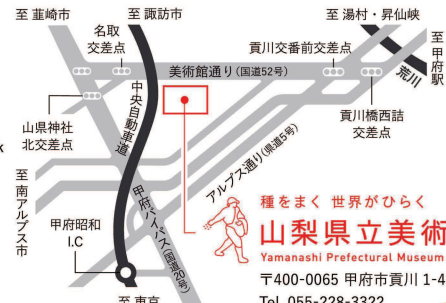 至 韮崎市
至 諏訪市
至 湯村・昇仙峡
名取
交差点
貢川交番前交差点
至 甲府駅
美術館通り(国道52号)
荒川
中央自動車道
山県神社
北交差点
貢川橋西詰
交差点
k
アルプス通り(県道5号)
至 南アルプス市
甲府バイパス(国道20号)
甲府昭和
I.C
種をまく 世界がひらく
山梨県立美術
Yamanashi Prefectural Museum
〒400-0065 甲府市貢川 1-4
Tel. 055-228-3322
至 東京